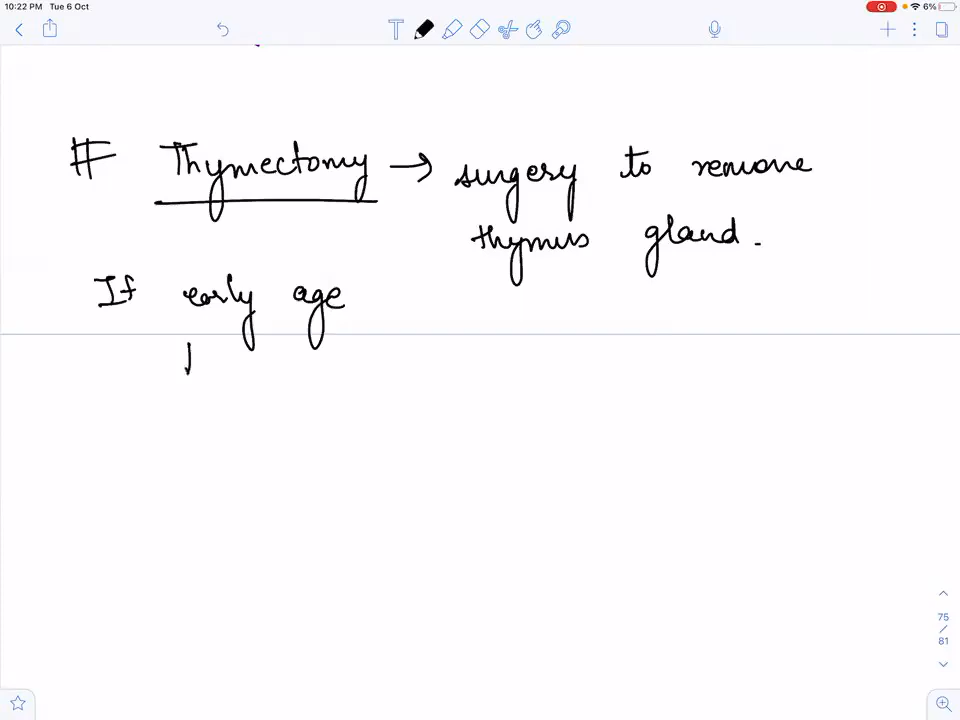 10:22 PM Tue 6 Oct 6%
# Thymectomy → surgery to remove
thymus gland.
If early age
75
/
81